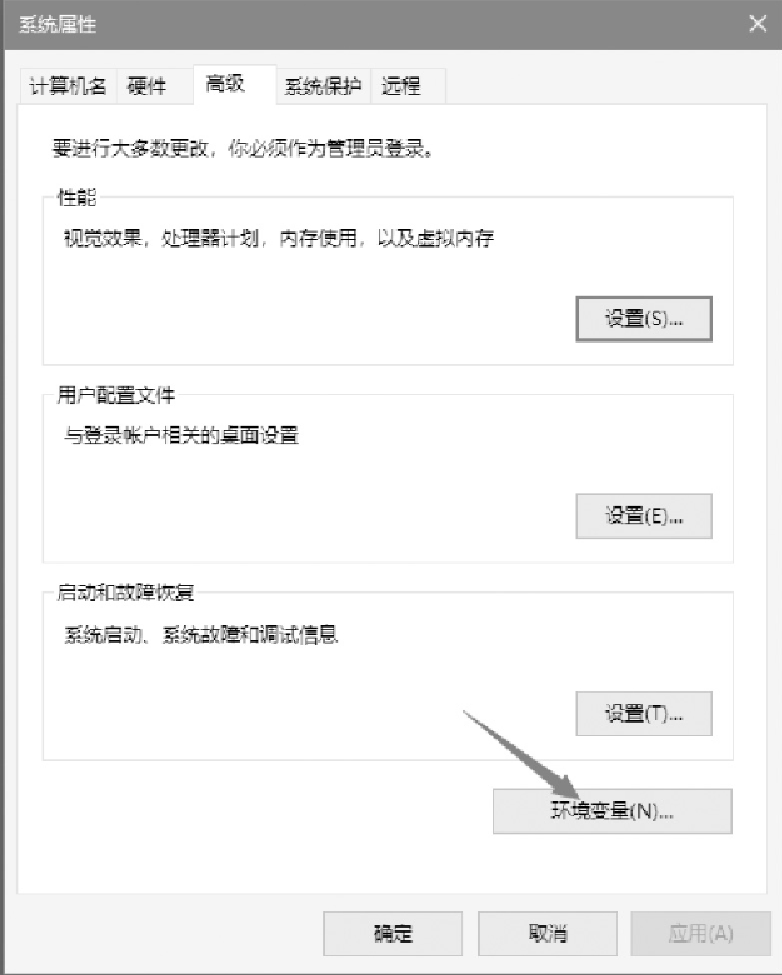 系统属性
计算机名 硬件 高级 系统保护 远程
要进行大多数更改，你必须作为管理员登录。
性能
视觉效果，处理器计划，内存使用，以及虚拟内存
设置(S)...
用户配置文件
与登录帐户相关的桌面设置
设置(E)...
启动和故障恢复
系统启动、系统故障和调试信息
设置(T)...
环境变量(N)...
确定 取消 应用(A)